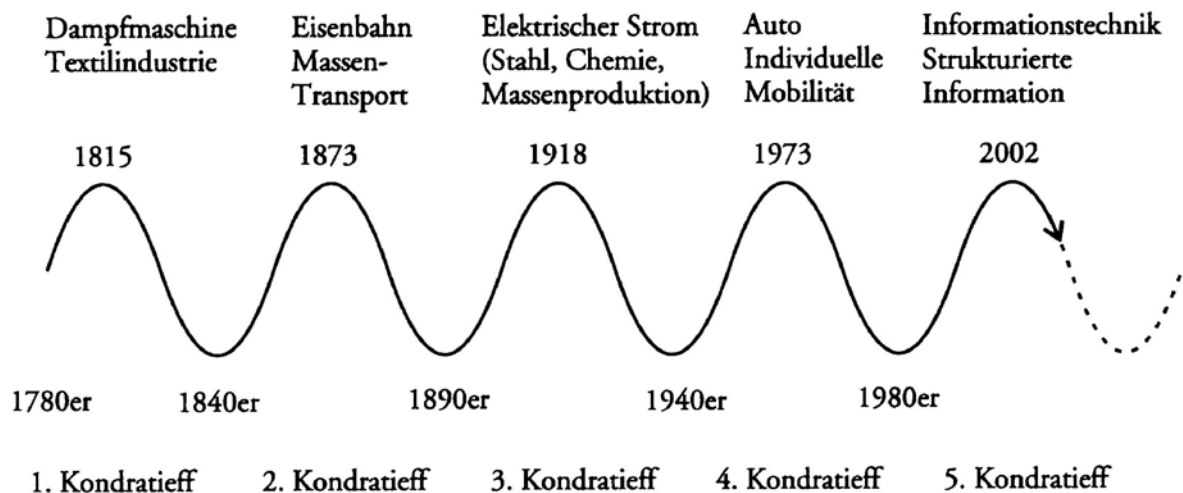 Dampfmaschine
Textilindustrie
Eisenbahn
Massen-
Transport
Elektrischer Strom
(Stahl, Chemie,
Massenproduktion)
Auto
Individuelle
Mobilität
Informationstechnik
Strukturierte
Information
1815
1873
1918
1973
2002
1780er
1840er
1890er
1940er
1980er
1. Kondratieff
2. Kondratieff
3. Kondratieff
4. Kondratieff
5. Kondratieff